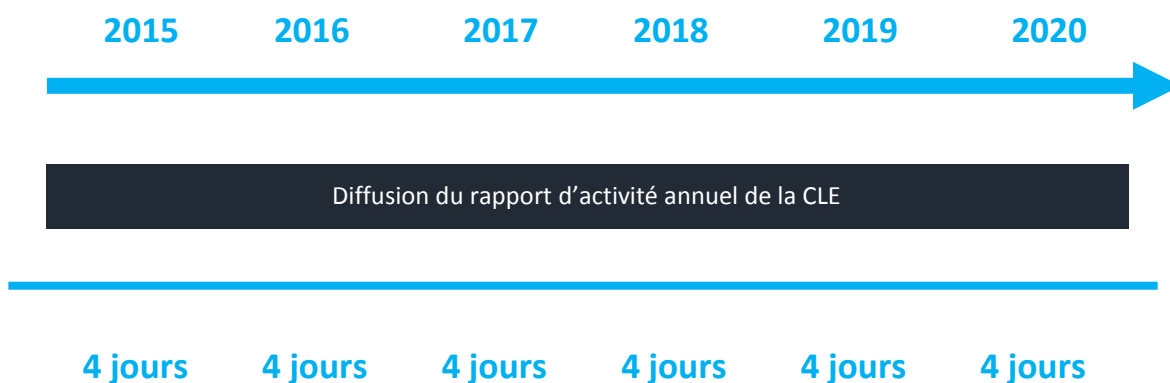 2015 2016 2017 2018 2019 2020
Diffusion du rapport d’activité annuel de la CLE
4 jours 4 jours 4 jours 4 jours 4 jours 4 jours